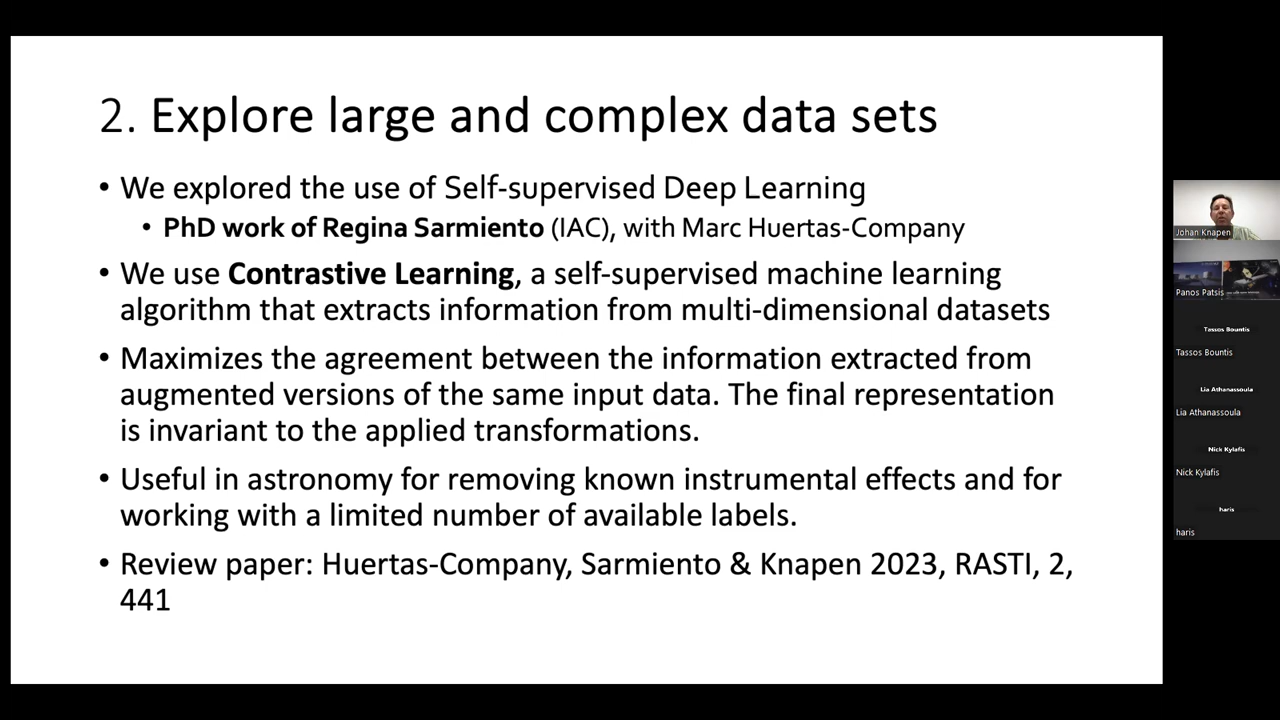 2. Explore large and complex data sets
• We explored the use of Self-supervised Deep Learning
• PhD work of Regina Sarmiento (IAC), with Marc Huertas-Company
• We use Contrastive Learning, a self-supervised machine learning
algorithm that extracts information from multi-dimensional datasets
• Maximizes the agreement between the information extracted from
augmented versions of the same input data. The final representation
is invariant to the applied transformations.
• Useful in astronomy for removing known instrumental effects and for
working with a limited number of available labels.
• Review paper: Huertas-Company, Sarmiento & Knapen 2023, RASTI, 2,
441
Johan Knapen
Panos Patsis
Tassos Bountis
Tassos Bountis
Lia Athanassoula
Lia Athanassoula
Nick Kylafis
Nick Kylafis
haris
haris